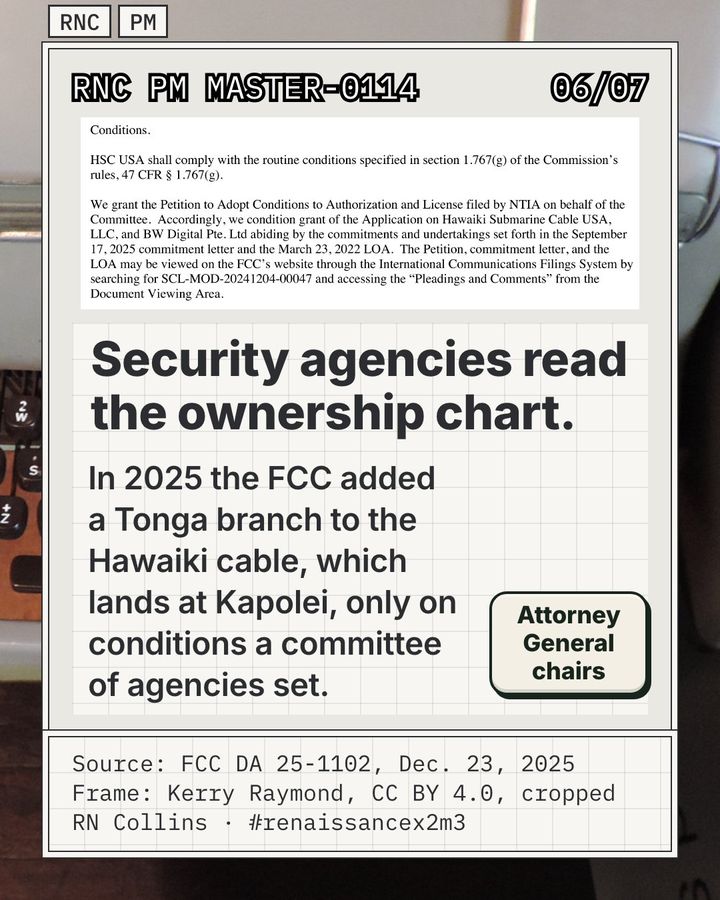 RNC PM
RNC PM MASTER-0114 06/07
Conditions.
HSC USA shall comply with the routine conditions specified in section 1.767(g) of the Commission's
rules, 47 CFR § 1.767(g).
We grant the Petition to Adopt Conditions to Authorization and License filed by NTIA on behalf of the
Committee. Accordingly, we condition grant of the Application on Hawaiki Submarine Cable USA,
LLC, and BW Digital Pte. Ltd abiding by the commitments and undertakings set forth in the September
17, 2025 commitment letter and the March 23, 2022 LOA. The Petition, commitment letter, and the
LOA may be viewed on the FCC's website through the International Communications Filings System by
searching for SCL-MOD-20241204-00047 and accessing the “Pleadings and Comments” from the
Document Viewing Area.
Security agencies read
the ownership chart.
In 2025 the FCC added
a Tonga branch to the
Hawaiki cable, which
lands at Kapolei, only on
conditions a committee
of agencies set.
Attorney
General
chairs
2
W
S
Z
Source: FCC DA 25-1102, Dec. 23, 2025
Frame: Kerry Raymond, CC BY 4.0, cropped
RN Collins · #renaissancex2m3